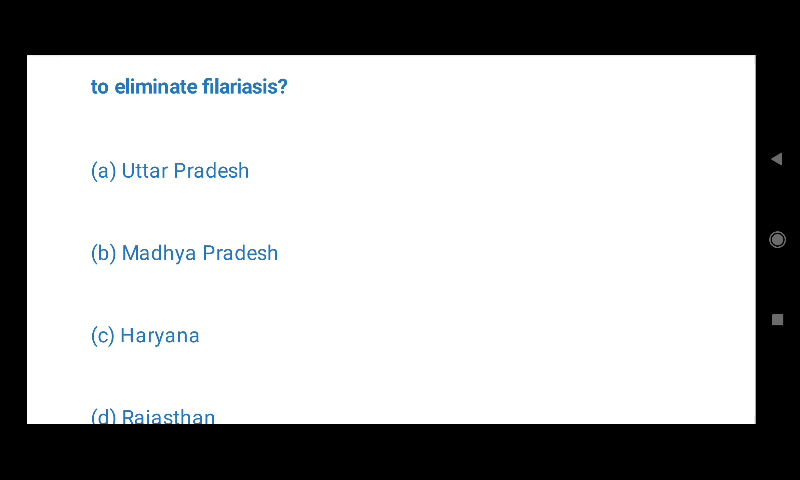 to eliminate filariasis?
(a) Uttar Pradesh
(b) Madhya Pradesh
(c) Haryana
(d) Rajasthan